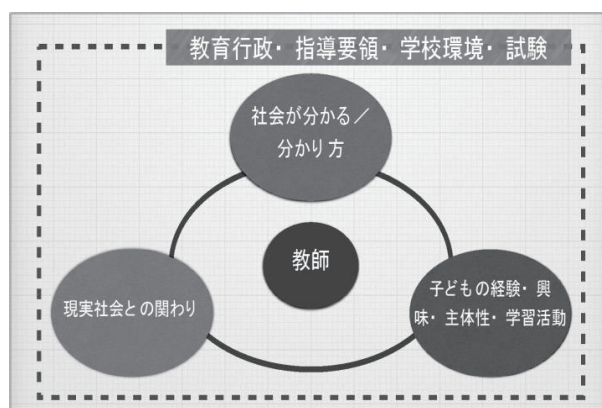 教育行政・指導要領・学校環境・試験
社会が分かる／
分かり方
教師
現実社会との関わり
子どもの経験・興
味・主体性・学習活動